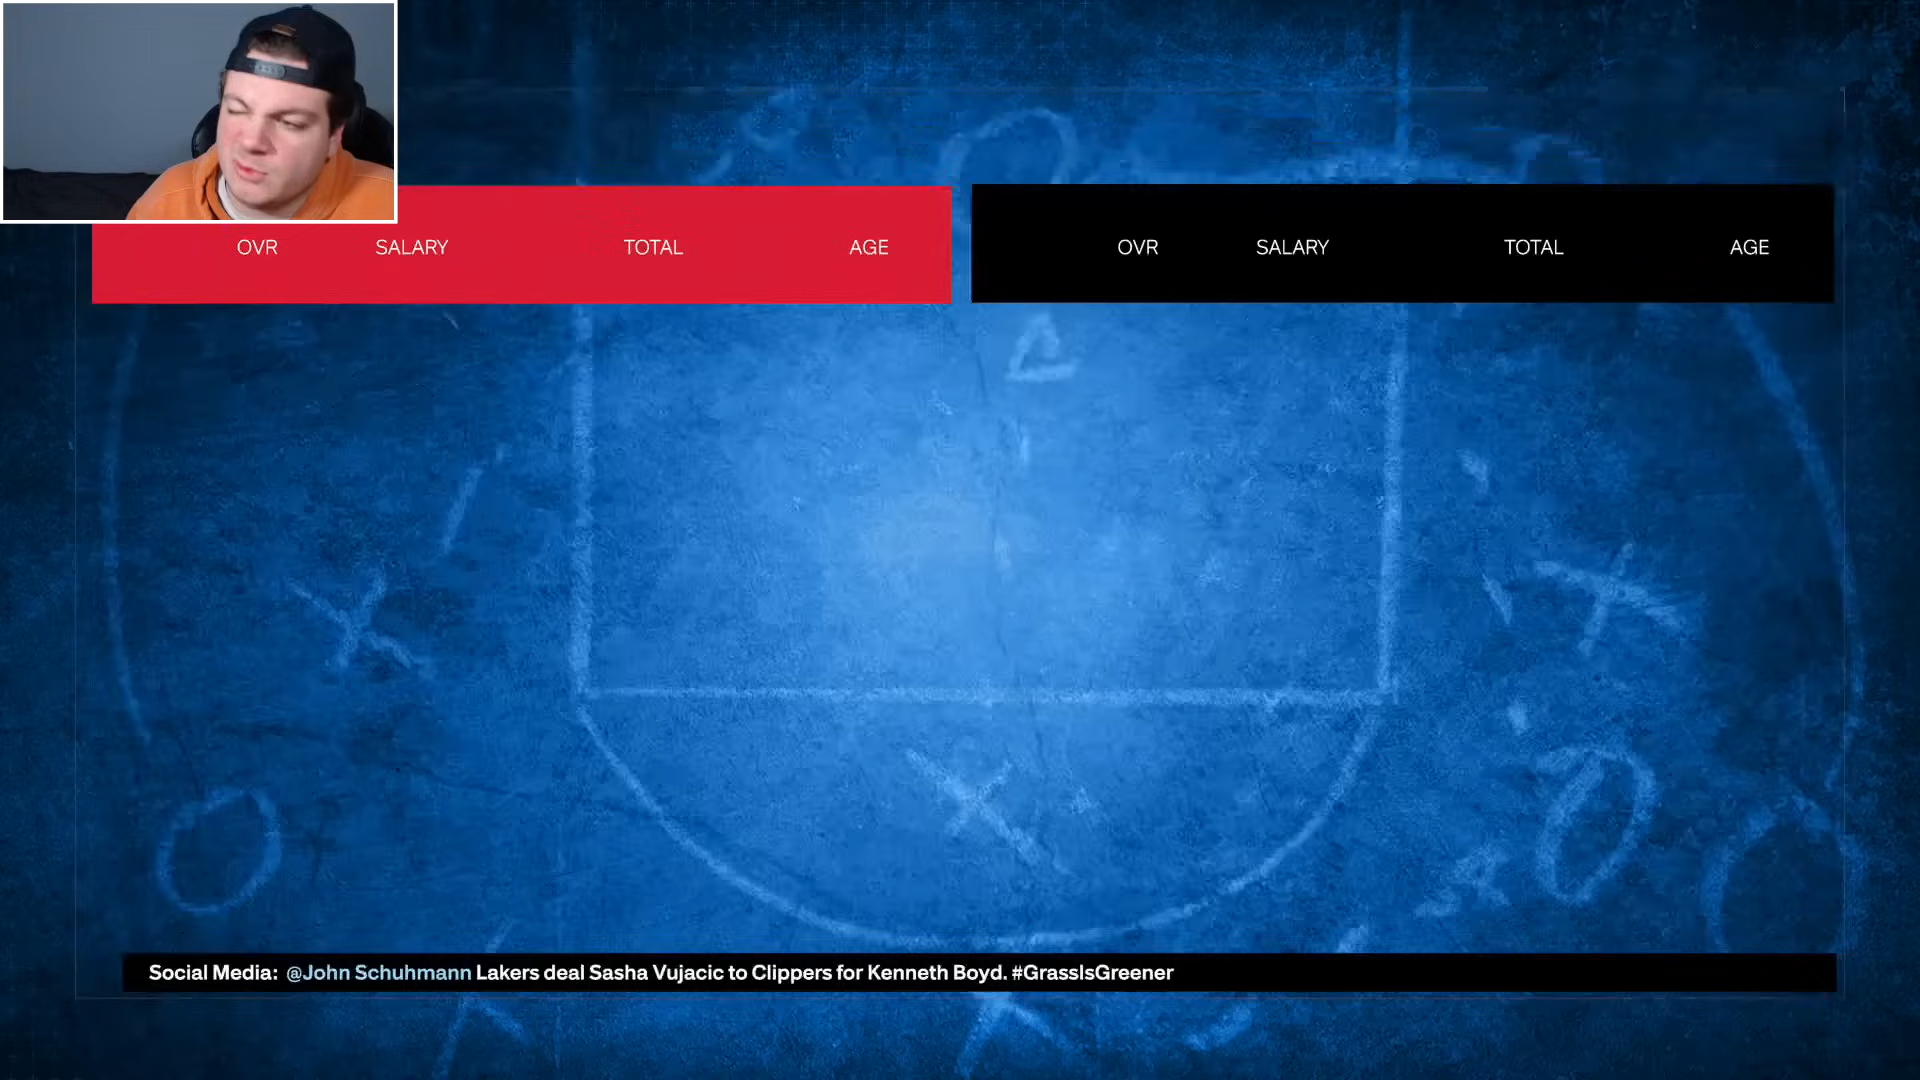 OVR SALARY TOTAL AGE
OVR SALARY TOTAL AGE
Social Media: @John Schuhmann Lakers deal Sasha Vujacic to Clippers for Kenneth Boyd. #GrassIsGreener